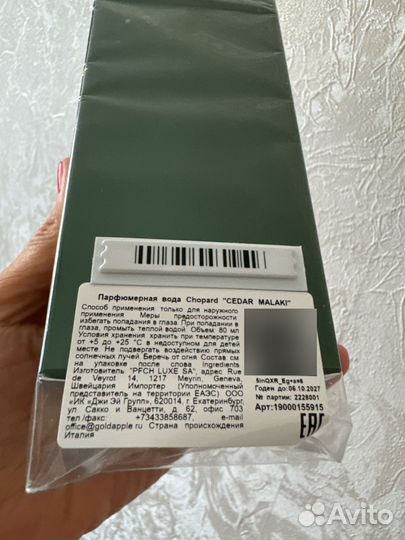 Парфюмерная вода Chopard "CEDAR MALAKI"
Способ применения только для наружного
применения Меры предосторожности
избегать попадания в глаза. При попадании в
глаза, промыть теплой водой. Объем: 80 мл
Условия хранения хранить при температуре
от +5 до +25 °С в недоступном для детей
месте. Не подвергать воздействию прямых
солнечных лучей. Беречь от огня Состав см
на упаковке после слова Ingredients
Изготовитель "PFCH LUXE SA", адрес Rue
de Veyrot 14, 1217 Meyrin, Geneva,
Швейцария Импортер (Уполномоченный
представитель на территории ЕАЭС) ООО
«ИК «Джи Эй Групп», 620014, г. Екатеринбург,
ул. Сакко и Ванцетти, д. 62, офис 703
тел /факс: +73433858687, e-mail
office@goldapple.ru Страна происхождения
Италия
Годен до:06.10.2027
№ партии: 2228001
Арт:19000155915
EAC
Avito